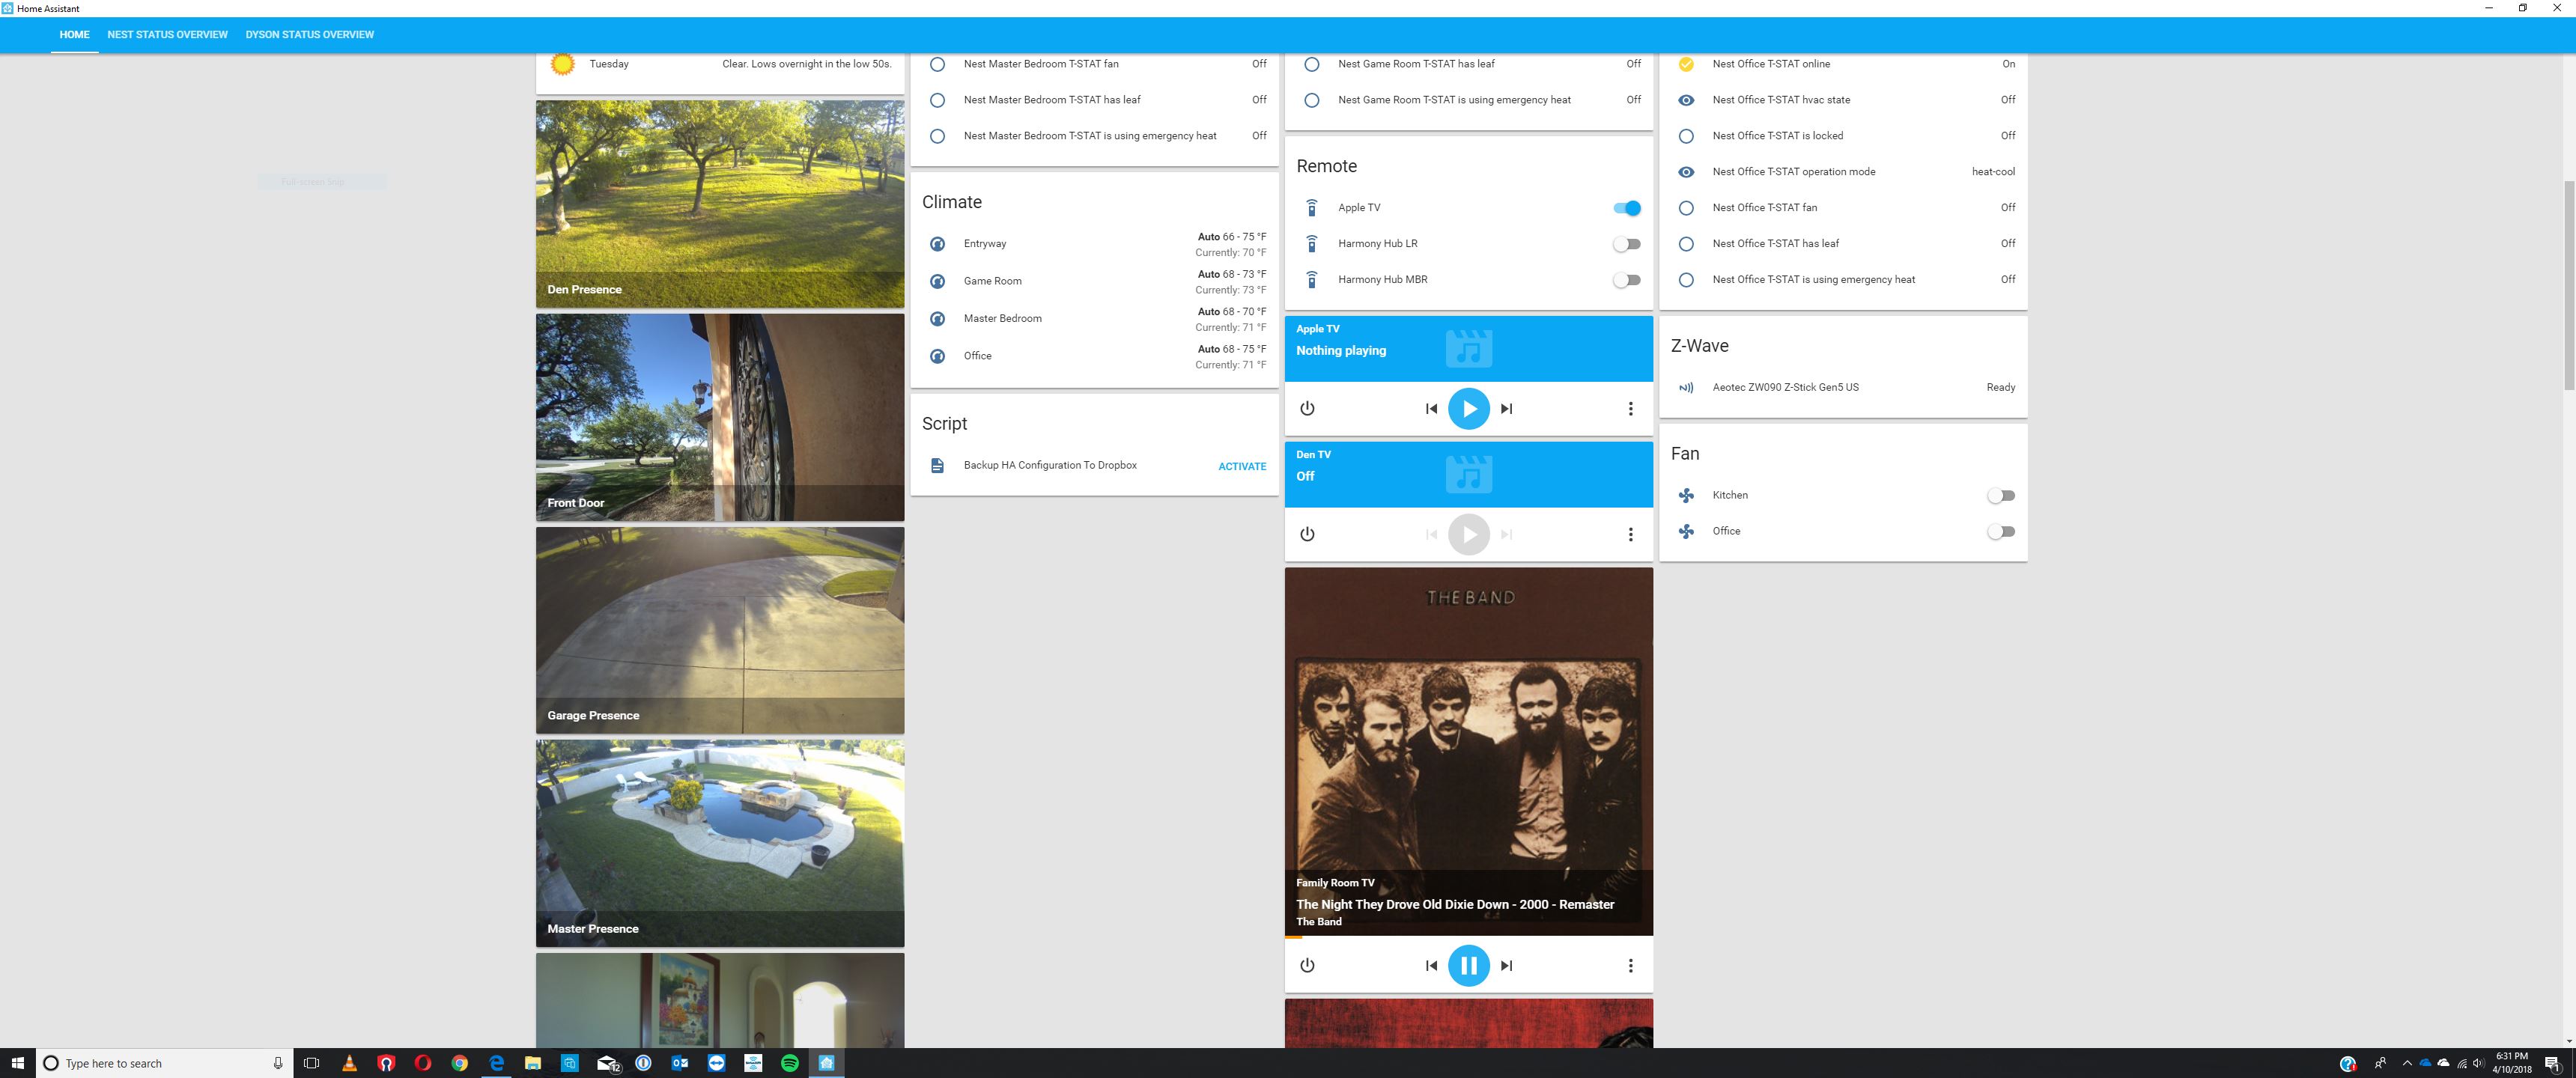 Home Assistant
HOME NEST STATUS OVERVIEW DYSON STATUS OVERVIEW
Tuesday Clear. Lows overnight in the low 50s.
Den Presence
Front Door
Garage Presence
Master Presence
Nest Master Bedroom T-STAT fan Off
Nest Master Bedroom T-STAT has leaf Off
Nest Master Bedroom T-STAT is using emergency heat Off
Climate
Entryway Auto 66 - 75 °F
Currently: 70 °F
Game Room Auto 68 - 73 °F
Currently: 73 °F
Master Bedroom Auto 68 - 70 °F
Currently: 71 °F
Office Auto 68 - 75 °F
Currently: 71 °F
Script
Backup HA Configuration To Dropbox ACTIVATE
Nest Game Room T-STAT has leaf Off
Nest Game Room T-STAT is using emergency heat Off
Remote
Apple TV
Harmony Hub LR
Harmony Hub MBR
Apple TV
Nothing playing
Den TV
Off
THE BAND
Family Room TV
The Night They Drove Old Dixie Down - 2000 - Remaster
The Band
Nest Office T-STAT online On
Nest Office T-STAT hvac state Off
Nest Office T-STAT is locked Off
Nest Office T-STAT operation mode heat-cool
Nest Office T-STAT fan Off
Nest Office T-STAT has leaf Off
Nest Office T-STAT is using emergency heat Off
Z-Wave
Aeotec ZW090 Z-Stick Gen5 US Ready
Fan
Kitchen
Office
Full-screen Snip
Type here to search
12
6:31 PM
4/10/2018
1